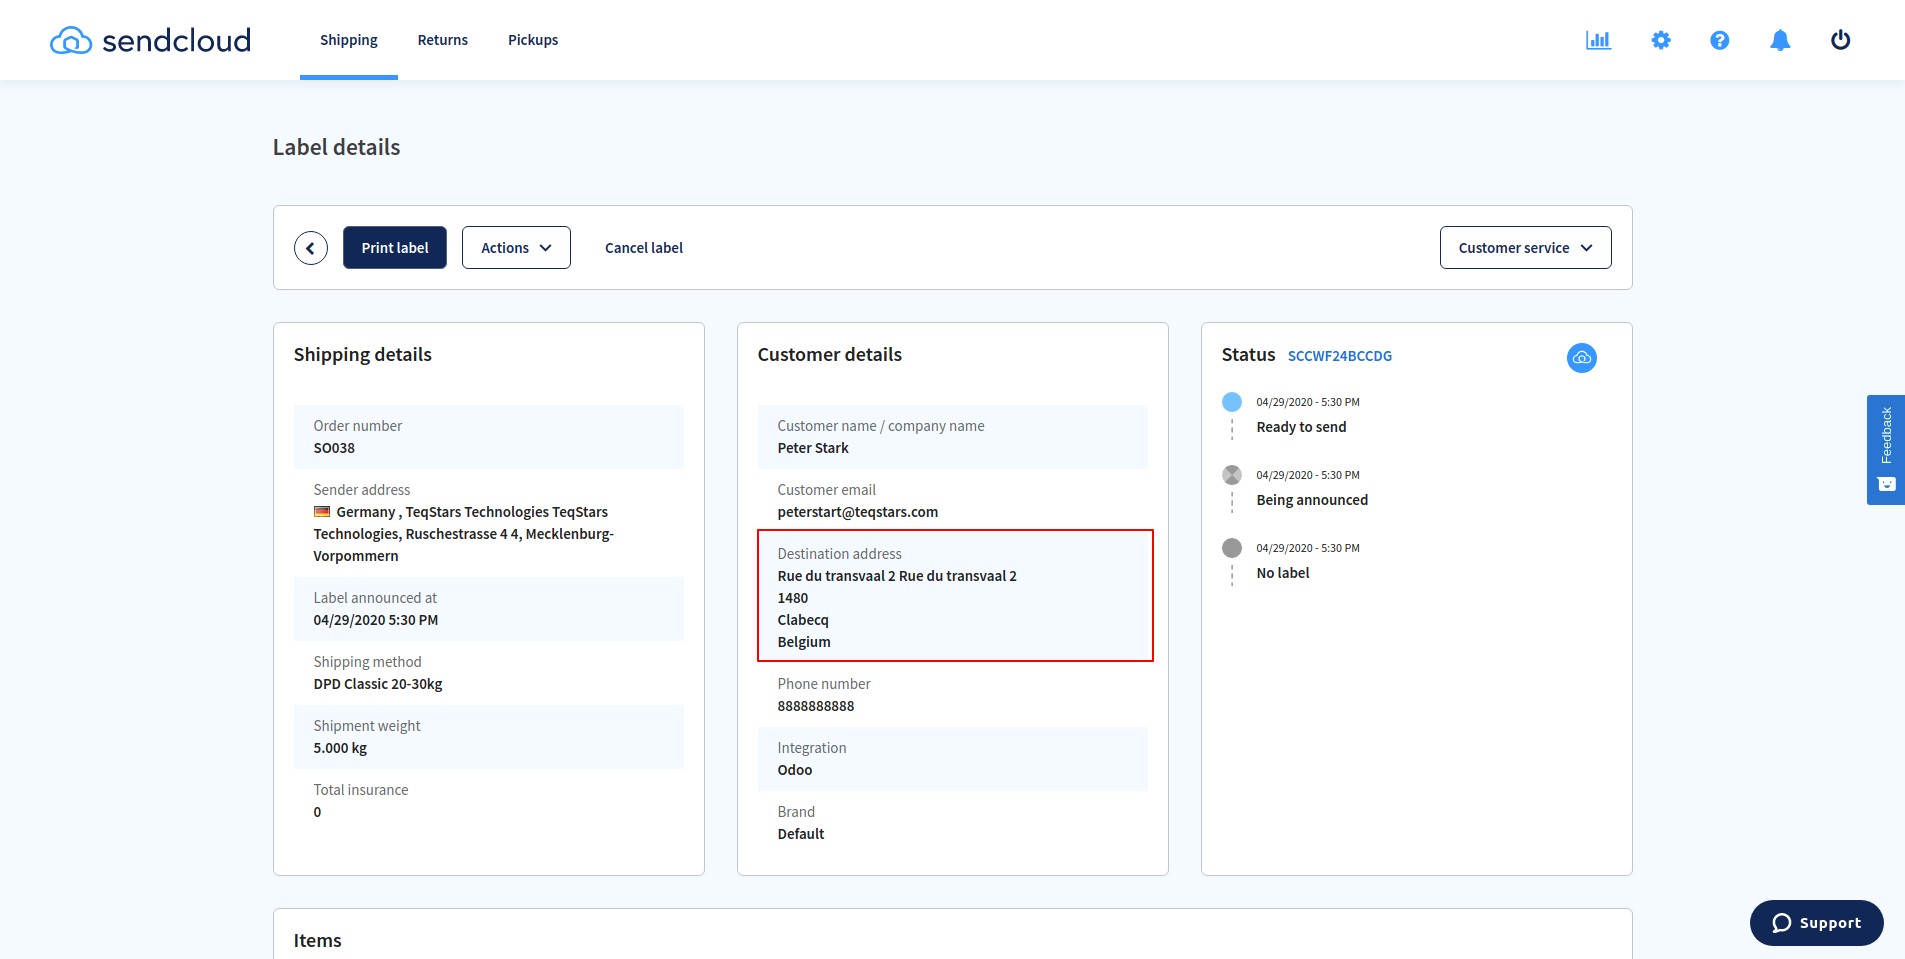 sendcloud
Shipping
Returns
Pickups
Label details
Print label
Actions
Cancel label
Customer service
Shipping details
Order number
SO038
Sender address
Germany , TeqStars Technologies TeqStars
Technologies, Ruschestrasse 4 4, Mecklenburg-
Vorpommern
Label announced at
04/29/2020 5:30 PM
Shipping method
DPD Classic 20-30kg
Shipment weight
5.000 kg
Total insurance
0
Customer details
Customer name / company name
Peter Stark
Customer email
peterstart@teqstars.com
Destination address
Rue du transvaal 2 Rue du transvaal 2
1480
Clabecq
Belgium
Phone number
8888888888
Integration
Odoo
Brand
Default
Status SCCWF24BCCDG
04/29/2020 - 5:30 PM
Ready to send
04/29/2020 - 5:30 PM
Being announced
04/29/2020 - 5:30 PM
No label
Feedback
Items
Support